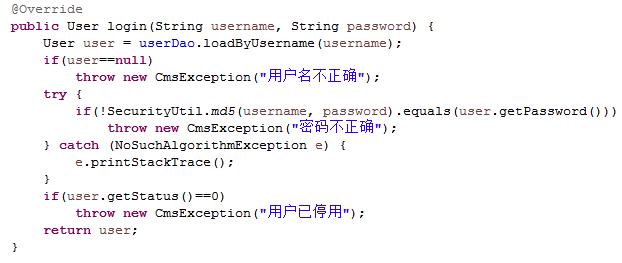 @Override
public User login(String username, String password) {
    User user = userDao.loadByUsername(username);
    if(user==null)
        throw new CmsException("用户名不正确");
    try {
        if(!SecurityUtil.md5(username, password).equals(user.getPassword()))
            throw new CmsException("密码不正确");
    } catch (NoSuchAlgorithmException e) {
        e.printStackTrace();
    }
    if(user.getStatus()==0)
        throw new CmsException("用户已停用");
    return user;
}